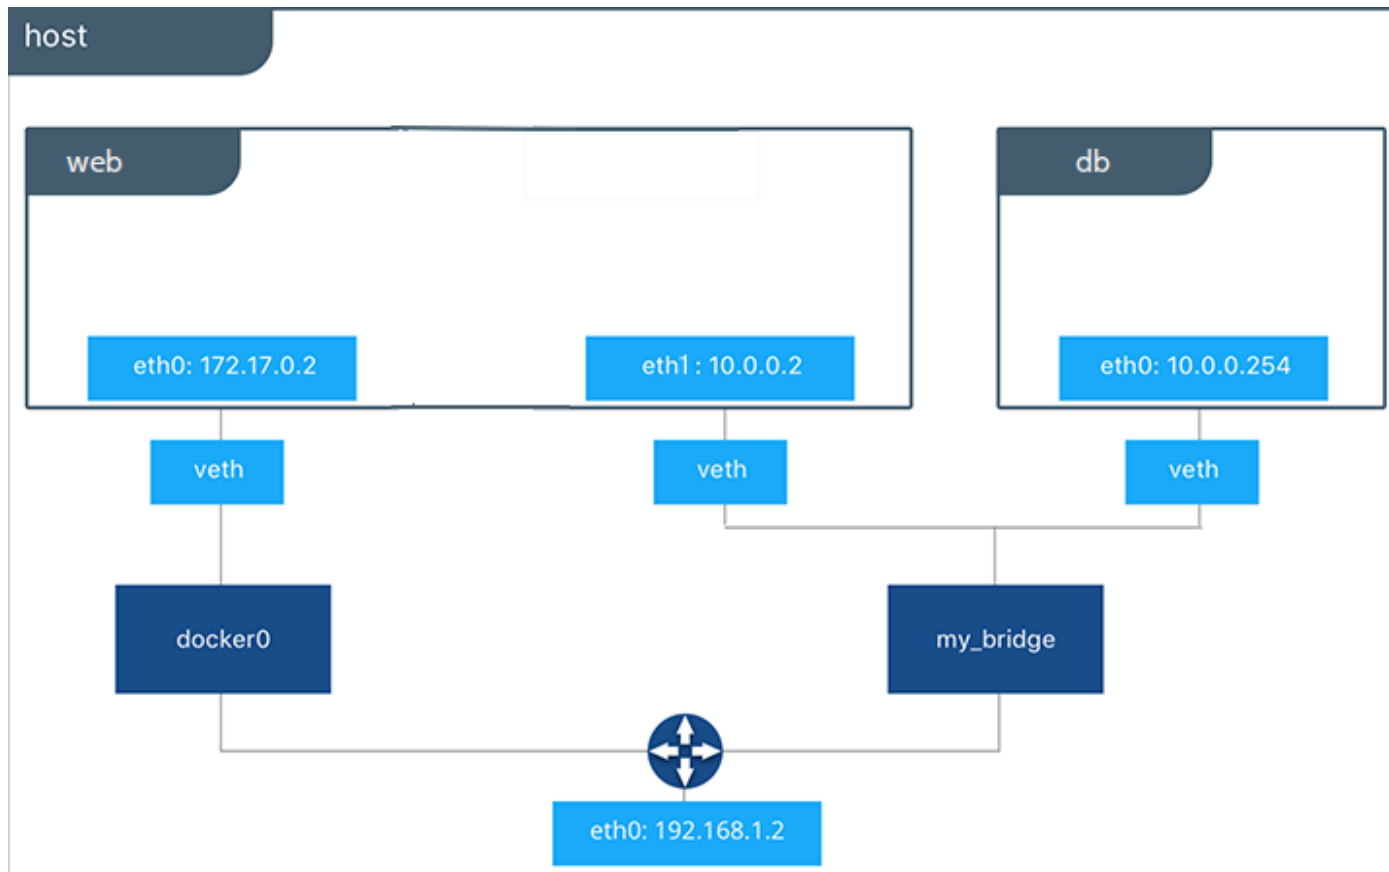 host
web
db
eth0: 172.17.0.2
eth1 : 10.0.0.2
eth0: 10.0.0.254
veth
veth
veth
docker0
my_bridge
eth0: 192.168.1.2